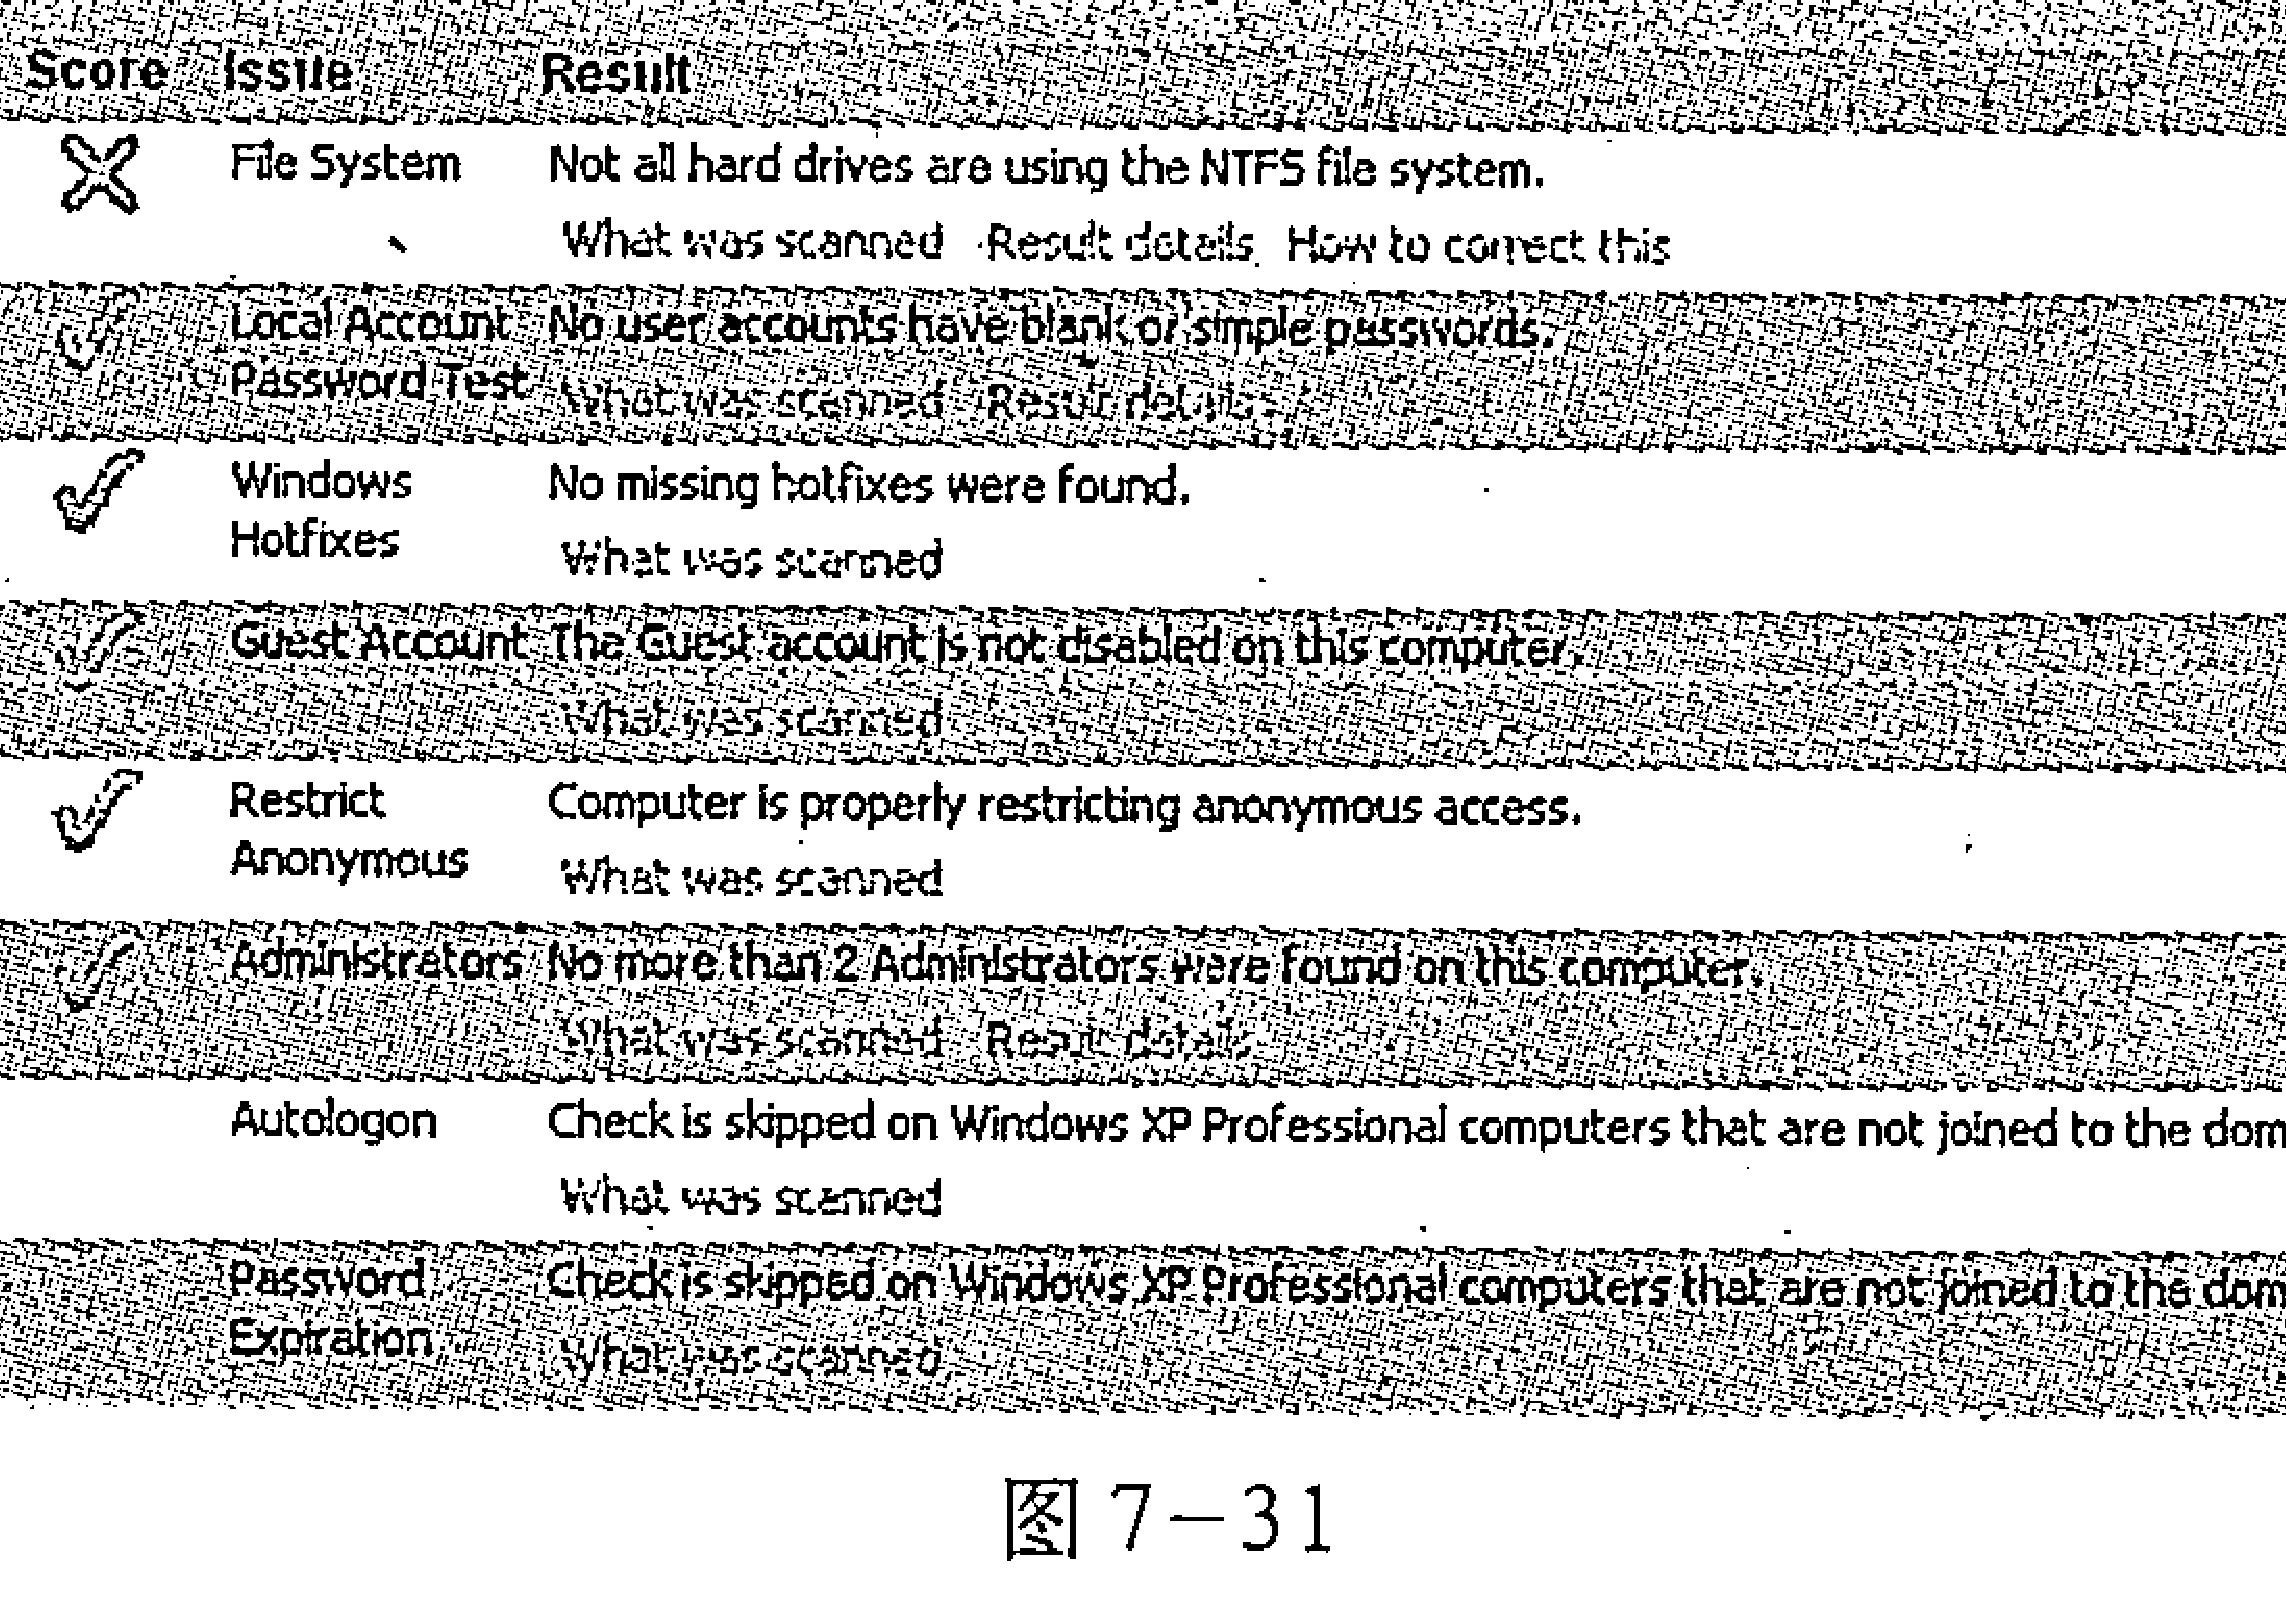 Score Issue Result
File System Not all hard drives are using the NTFS file system.
What was scanned Result details How to correct this
Local Account No user accounts have blank or simple passwords.
Password Test What was scanned Result details
Windows No missing hotfixes were found.
Hotfixes What was scanned
Guest Account The Guest account is not disabled on this computer.
What was scanned
Restrict Computer is properly restricting anonymous access.
Anonymous What was scanned
Administrators No more than 2 Administrators were found on this computer.
What was scanned Result details
Autologon Check is skipped on Windows XP Professional computers that are not joined to the dom
What was scanned
Password Check is skipped on Windows XP Professional computers that are not joined to the dom
Expiration What was scanned
图 7-31